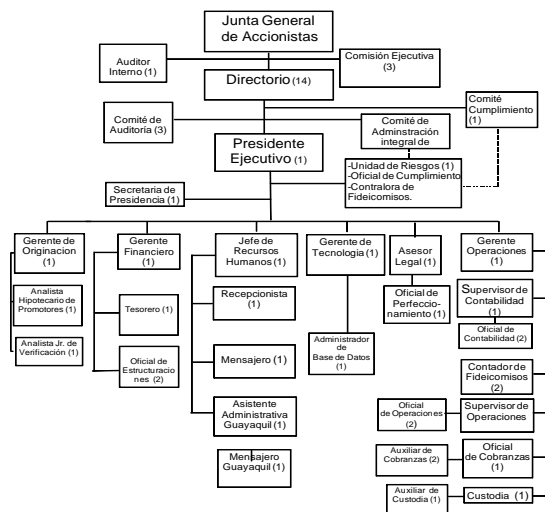 Junta General
de Accionistas
Auditor
Interno (1)
Comisión Ejecutiva
(3)
Directorio (14)
Comité
Cumplimiento
(1)
Comité de
Auditoría (3)
Comité de
Adminstración
integral de
Presidente
Ejecutivo (1)
-Unidad de Riesgos (1)
-Oficial de Cumplimiento
-Contralora de
Fideicomisos.
Secretaria de
Presidencia (1)
Gerente de
Originacion
(1)
Gerente
Financiero
(1)
Jefe de
Recursos
Humanos (1)
Gerente de
Tecnologia (1)
Asesor
Legal (1)
Gerente
Operaciones
(1)
Analista
Hipotecario de
Promotores (1)
Tesorero (1)
Recepcionista
(1)
Oficial de
Perfeccio-
namiento (1)
Supervisor de
Contabilidad
(1)
Oficial de
Contabilidad (2)
Analista Jr. de
Verificación (1)
Oficial de
Estructuracio
nes (2)
Mensajero (1)
Administrador
de
Base de Datos
(1)
Contador de
Fideicomisos
(2)
Asistente
Administrativa
Guayaquil (1)
Oficial
de Operaciones
(2)
Supervisor de
Operaciones
Mensajero
Guayaquil (1)
Auxiliar de
Cobranzas (2)
Oficial
de Cobranzas
(1)
Auxiliar de
Custodia (1)
Custodia (1)